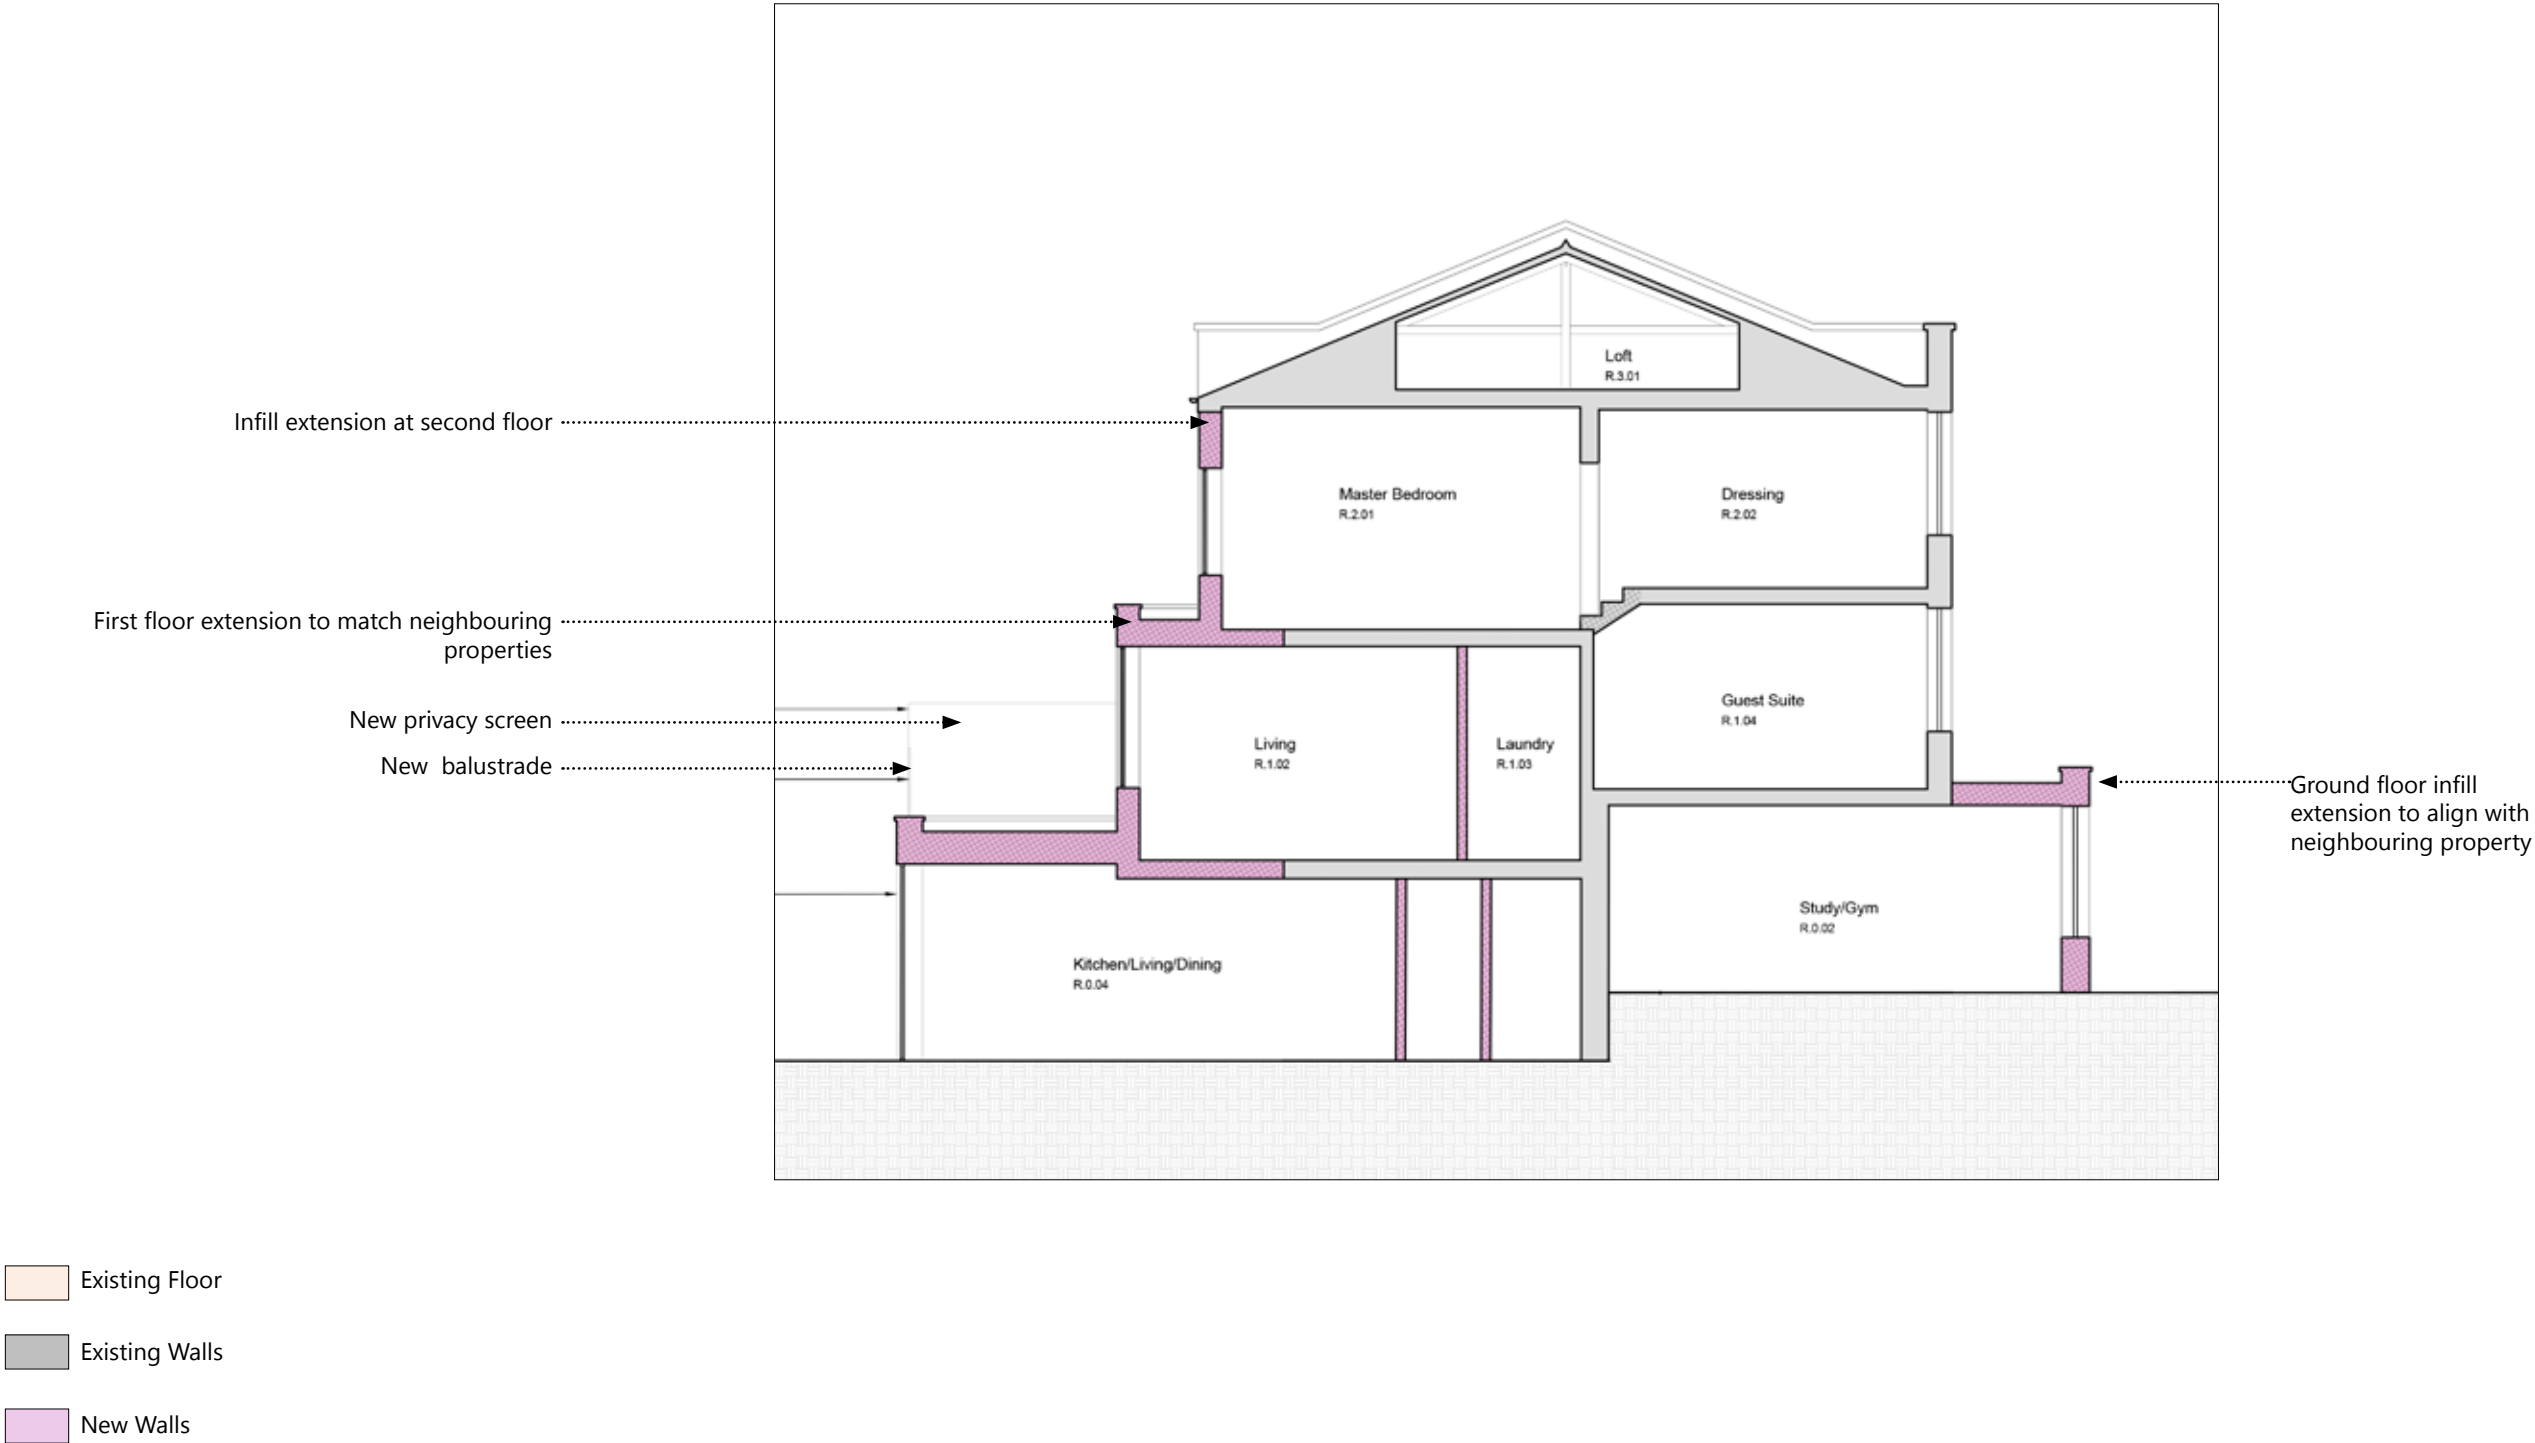 Loft
R.3.01
Infill extension at second floor
Master Bedroom
R.2.01
Dressing
R.2.02
First floor extension to match neighbouring
properties
New privacy screen
New balustrade
Guest Suite
R.1.04
Living
R.1.02
Laundry
R.1.03
Ground floor infill
extension to align with
neighbouring property
Study/Gym
R.0.02
Kitchen/Living/Dining
R.0.04
Existing Floor
Existing Walls
New Walls